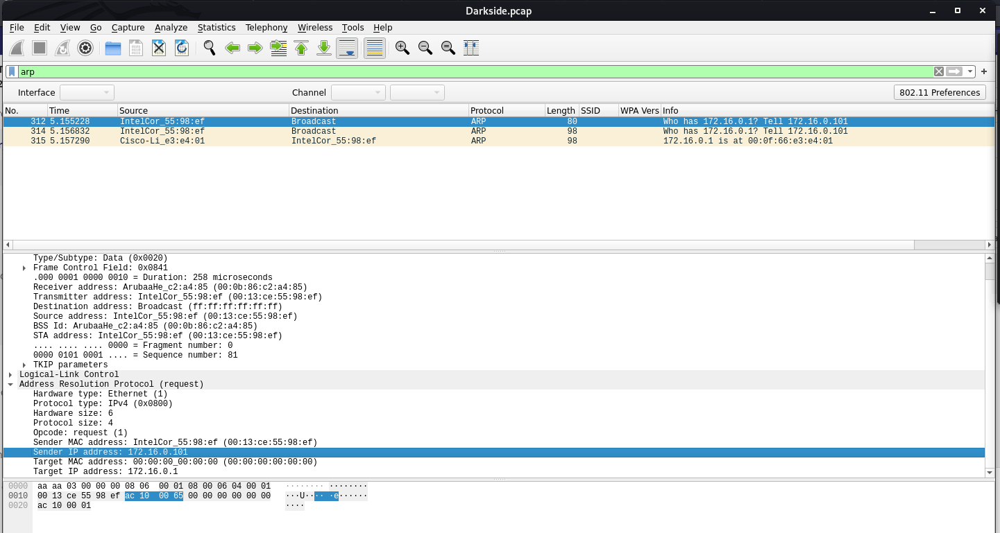 Darkside.pcap
File Edit View Go Capture Analyze Statistics Telephony Wireless Tools Help
arp
Interface Channel 802.11 Preferences
No. Time Source Destination Protocol Length SSID WPA Vers Info
312 5.155228 IntelCor_55:98:ef Broadcast ARP 80 Who has 172.16.0.1? Tell 172.16.0.101
314 5.156832 IntelCor_55:98:ef Broadcast ARP 98 Who has 172.16.0.1? Tell 172.16.0.101
315 5.157290 Cisco-Li_e3:e4:01 IntelCor_55:98:ef ARP 98 172.16.0.1 is at 00:0f:66:e3:e4:01
Type/Subtype: Data (0x0020)
Frame Control Field: 0x0841
.000 0001 0000 0010 = Duration: 258 microseconds
Receiver address: ArubaaHe_c2:a4:85 (00:0b:86:c2:a4:85)
Transmitter address: IntelCor_55:98:ef (00:13:ce:55:98:ef)
Destination address: Broadcast (ff:ff:ff:ff:ff:ff)
Source address: IntelCor_55:98:ef (00:13:ce:55:98:ef)
BSS Id: ArubaaHe_c2:a4:85 (00:0b:86:c2:a4:85)
STA address: IntelCor_55:98:ef (00:13:ce:55:98:ef)
.... .... .... 0000 = Fragment number: 0
0000 0101 0001 .... = Sequence number: 81
TKIP parameters
Logical-Link Control
Address Resolution Protocol (request)
Hardware type: Ethernet (1)
Protocol type: IPv4 (0x0800)
Hardware size: 6
Protocol size: 4
Opcode: request (1)
Sender MAC address: IntelCor_55:98:ef (00:13:ce:55:98:ef)
Sender IP address: 172.16.0.101
Target MAC address: 00:00:00_00:00:00 (00:00:00:00:00:00)
Target IP address: 172.16.0.1
0000 aa aa 03 00 00 00 08 06 00 01 08 00 06 04 00 01 ········ ········
0010 00 13 ce 55 98 ef ac 10 00 65 00 00 00 00 00 00 ···U···· ·e······
0020 ac 10 00 01 ····